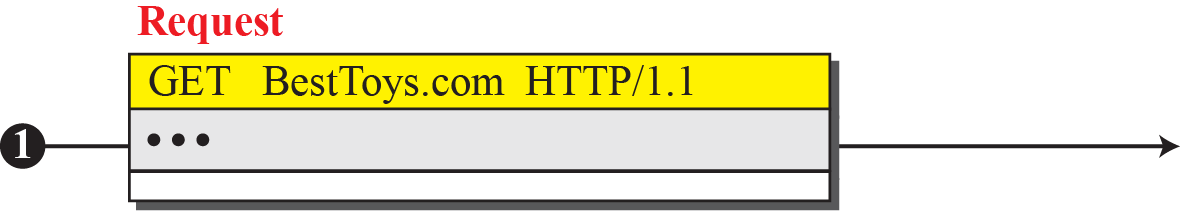 Request
GET BestToys.com HTTP/1.1
1
•••